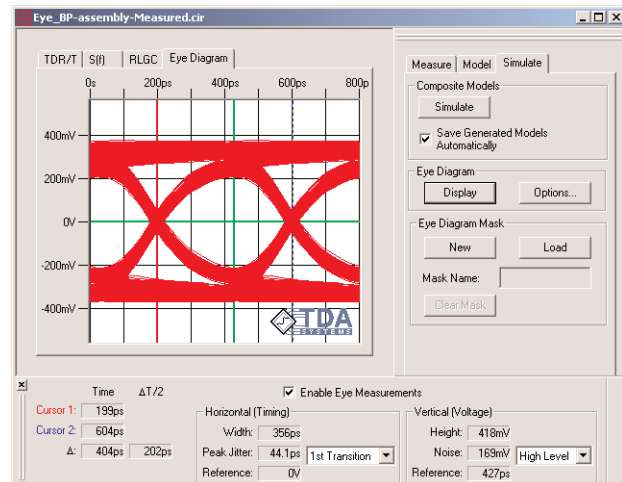 Eye_BP-assembly-Measured.cir
TDR/T S(f) RLGC Eye Diagram
0s 200ps 400ps 600ps 800p
400mV
200mV
0V
-200mV
-400mV
TDA
SYSTEMS
Measure Model Simulate
Composite Models
Simulate
Save Generated Models
Automatically
Eye Diagram
Display Options...
Eye Diagram Mask
New Load
Mask Name:
Clear Mask
Time ΔT/2
Cursor 1: 199ps
Cursor 2: 604ps
Δ: 404ps 202ps
Enable Eye Measurements
Horizontal (Timing)
Width: 356ps
Peak Jitter: 44.1ps 1st Transition
Reference: 0V
Vertical (Voltage)
Height: 418mV
Noise: 169mV High Level
Reference: 427ps